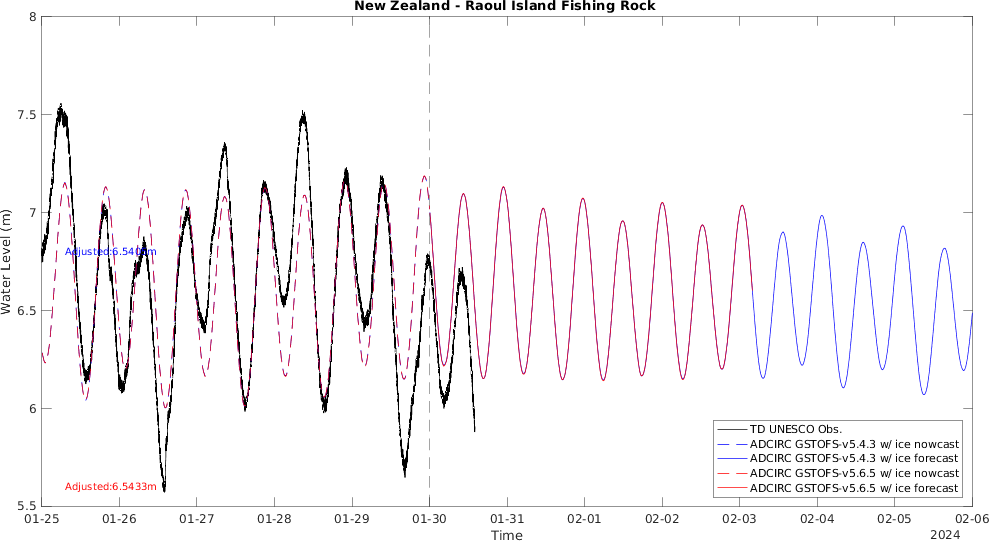 New Zealand - Raoul Island Fishing Rock
8
7.5
7
6.5
6
5.5
Water Level (m)
Adjusted:6.5433m
TD UNESCO Obs.
ADCIRC GSTOFS-v5.4.3 w/ ice nowcast
ADCIRC GSTOFS-v5.4.3 w/ ice forecast
ADCIRC GSTOFS-v5.6.5 w/ ice nowcast
ADCIRC GSTOFS-v5.6.5 w/ ice forecast
01-25 01-26 01-27 01-28 01-29 01-30 01-31 02-01 02-02 02-03 02-04 02-05 02-06
Time
2024